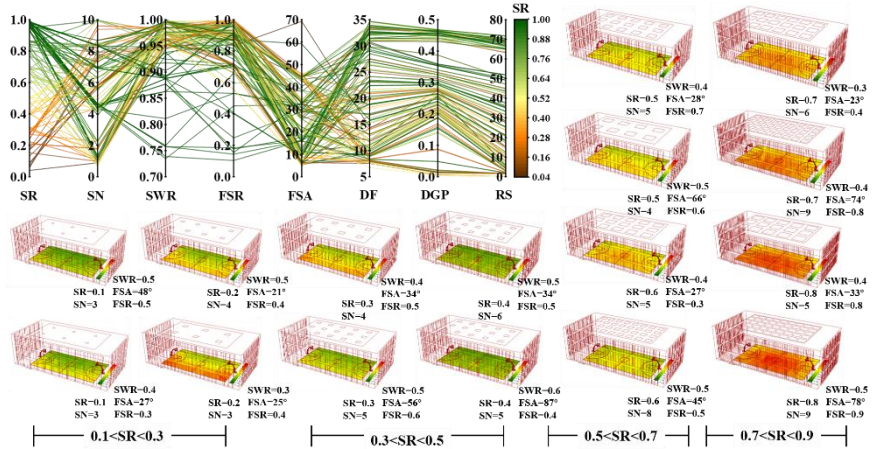 SR
1.0
0.8
0.6
0.4
0.2
0.0
SR
10
8
6
4
2
0
SN
1.00
0.95
0.90
0.85
0.80
0.75
0.70
SWR
1.0
0.8
0.6
0.4
0.2
0.0
FSR
70
60
50
40
30
20
10
0
FSA
35
30
25
20
15
10
5
DF
0.5
0.3
0.2
0.1
0.0
DGP
80
70
60
50
40
30
20
10
0
RS
1.00
0.88
0.76
0.64
0.52
0.40
0.28
0.16
0.04
SWR=0.4
SR=0.5 FSA=28°
SN=5 FSR=0.7
SWR=0.3
SR=0.7 FSA=23°
SN=6 FSR=0.4
SWR=0.5
SR=0.5 FSA=66°
SN=4 FSR=0.6
SWR=0.4
SR=0.7 FSA=74°
SN=9 FSR=0.8
SWR=0.5
SR=0.1 FSA=48°
SN=3 FSR=0.5
SWR=0.5
SR=0.2 FSA=21°
SN=4 FSR=0.4
SWR=0.4
FSA=34°
SR=0.3 FSR=0.5
SN=4
SWR=0.5
FSA=34°
SR=0.4 FSR=0.5
SN=6
SWR=0.4
SR=0.6 FSA=27°
SN=5 FSR=0.3
SWR=0.4
SR=0.8 FSA=33°
SN=5 FSR=0.8
SWR=0.4
SR=0.1 FSA=27°
SN=3 FSR=0.3
SWR=0.3
SR=0.2 FSA=25°
SN=3 FSR=0.4
SWR=0.5
SR=0.3 FSA=56°
SN=5 FSR=0.6
SWR=0.6
SR=0.4 FSA=87°
SN=5 FSR=0.4
SWR=0.5
SR=0.6 FSA=45°
SN=8 FSR=0.5
SWR=0.5
SR=0.8 FSA=78°
SN=9 FSR=0.9
0.1<SR<0.3
0.3<SR<0.5
0.5<SR<0.7
0.7<SR<0.9